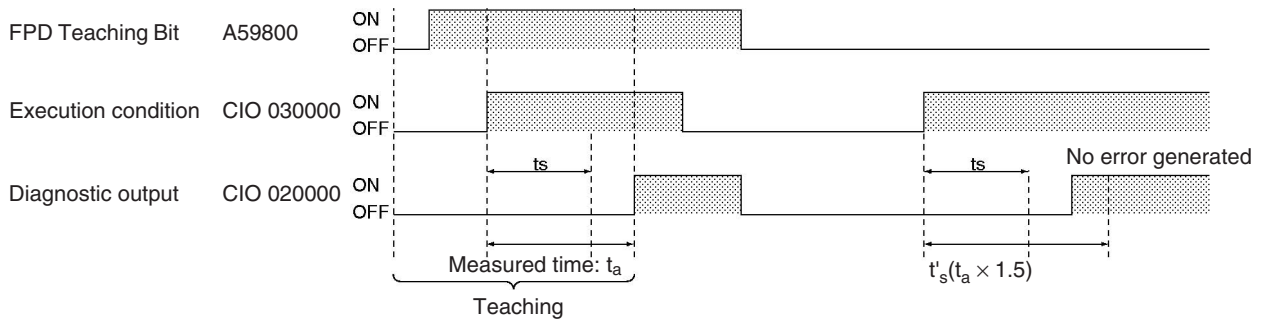 FPD Teaching Bit A59800 ON
OFF
Execution condition CIO 030000 ON
OFF
ts ts No error generated
Diagnostic output CIO 020000 ON
OFF
Measured time: ta t's(ta × 1.5)
Teaching